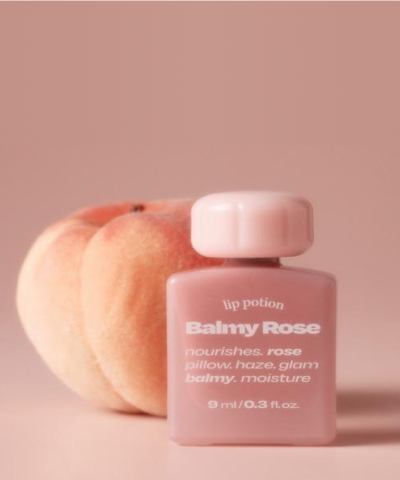 lip potion
Balmy Rose
nourishes. rose
pillow. haze. glam
balmy. moisture
9 ml/0.3 fl.oz.